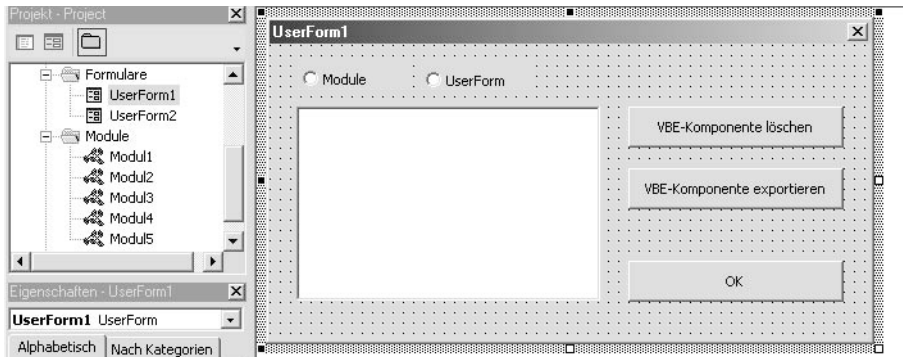 Projekt - Project
Formulare
UserForm1
UserForm2
Module
Modul1
Modul2
Modul3
Modul4
Modul5
Eigenschaften - UserForm1
UserForm1 UserForm
Alphabetisch Nach Kategorien
UserForm1
Module UserForm
VBE-Komponente löschen
VBE-Komponente exportieren
OK